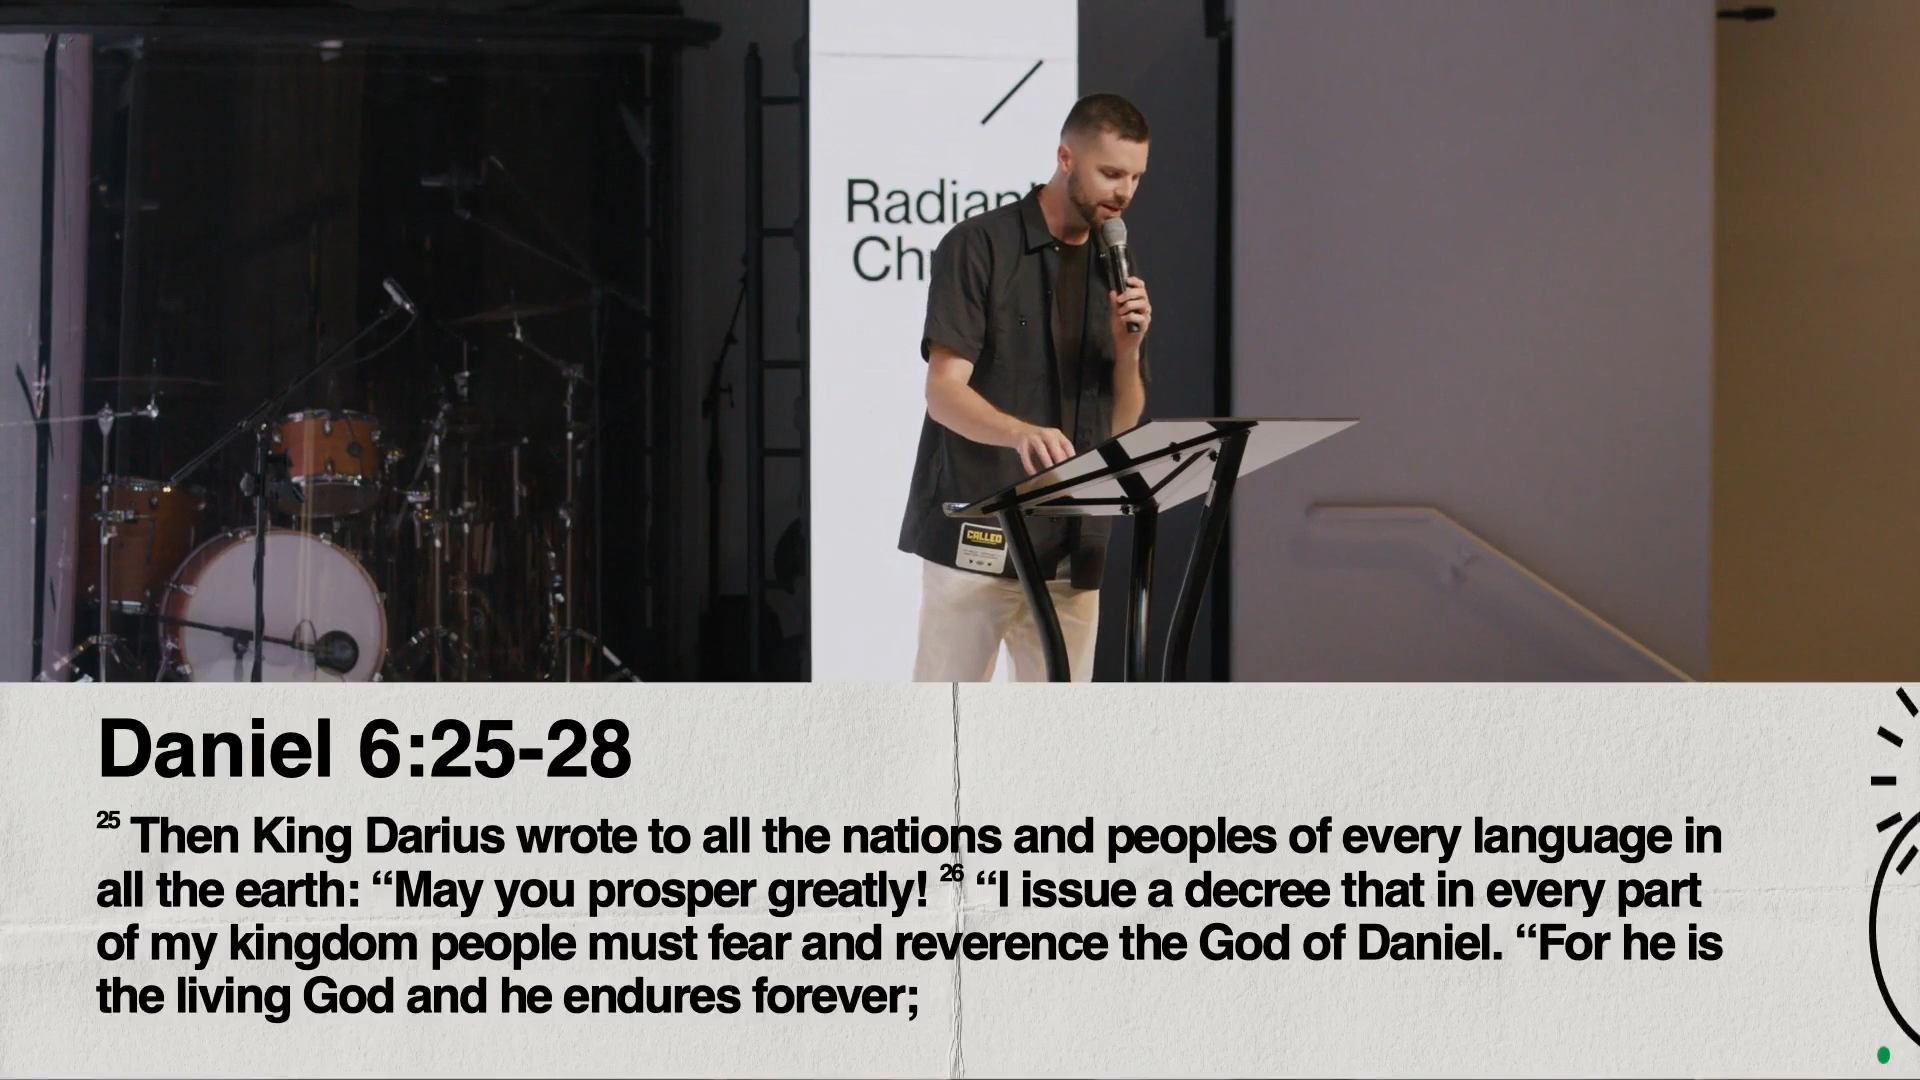 Radiant
Ch
CALLED
Daniel 6:25-28
25 Then King Darius wrote to all the nations and peoples of every language in
all the earth: “May you prosper greatly! 26 “I issue a decree that in every part
of my kingdom people must fear and reverence the God of Daniel. “For he is
the living God and he endures forever;